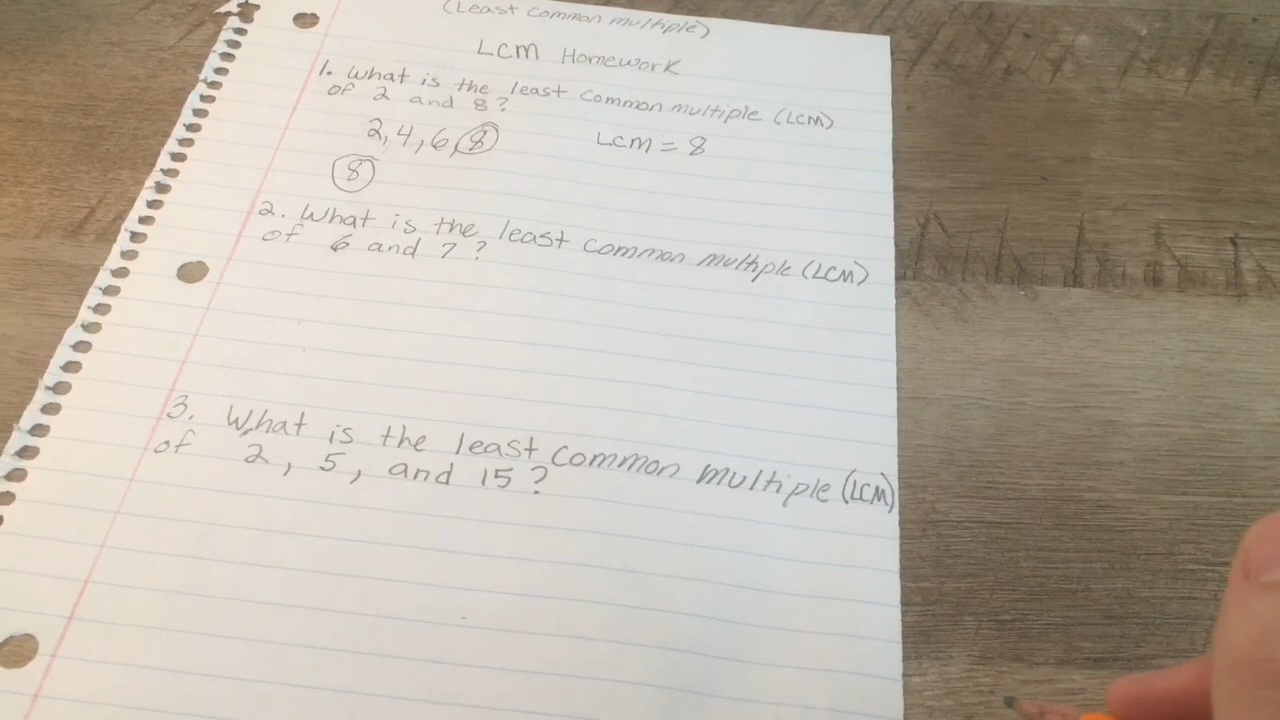 (Least common multiple)
LCM Homework
1. What is the least common multiple (LCM)
of 2 and 8?
2, 4, 6, 8 LCM = 8
8
2. What is the least common multiple (LCM)
of 6 and 7?
3. What is the least common multiple (LCM)
of 2, 5, and 15?